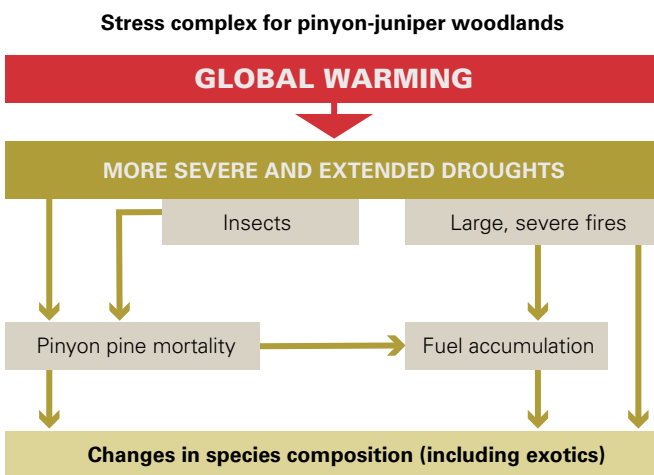 Stress complex for pinyon-juniper woodlands
GLOBAL WARMING
MORE SEVERE AND EXTENDED DROUGHTS
Insects
Large, severe fires
Pinyon pine mortality
Fuel accumulation
Changes in species composition (including exotics)